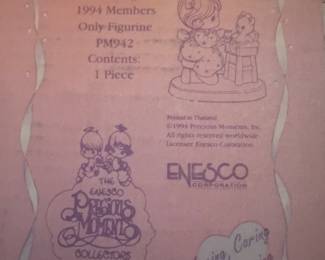 1994 Members
Only Figurine
PM942
Contents:
1 Piece
Printed in Thailand
©1994 Precious Moments, Inc.
All rights reserved worldwide.
Licensee Enesco Corporation.
ENESCO
CORPORATION
THE
ENESCO
PRECIOUS
MOMENTS
COLLECTORS
Caring